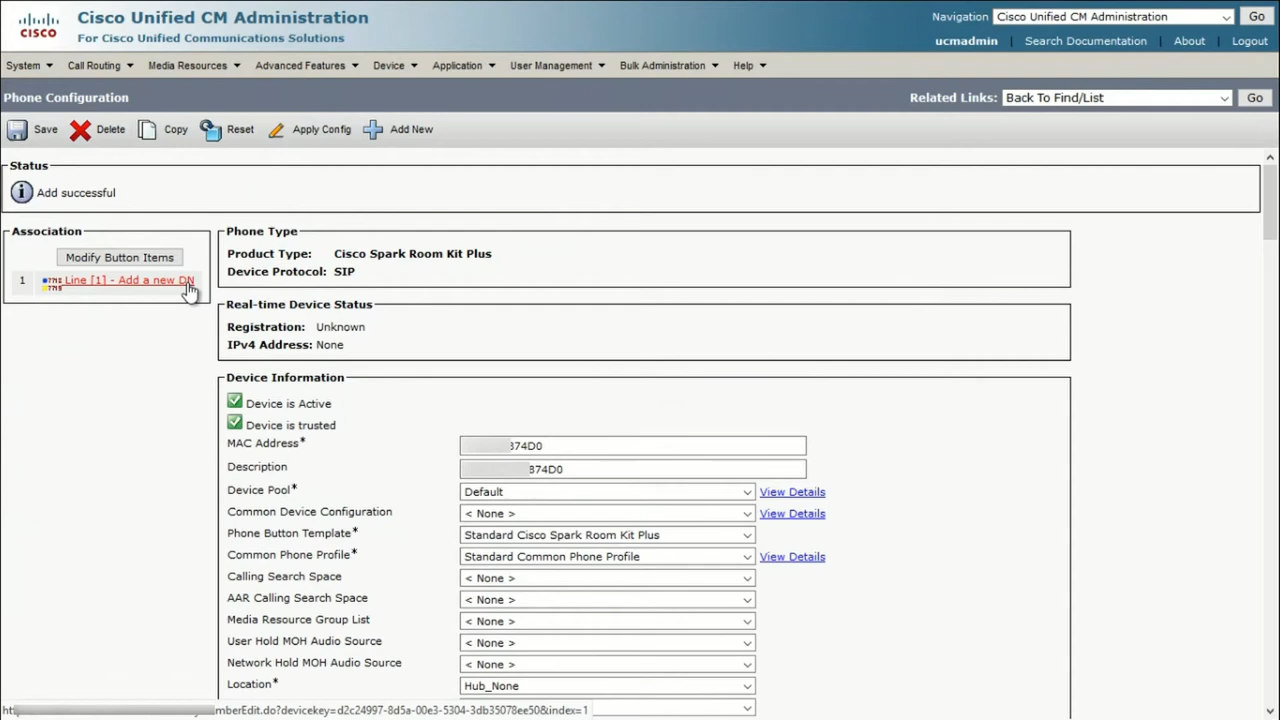 Cisco Unified CM Administration
For Cisco Unified Communications Solutions
CISCO
Navigation Cisco Unified CM Administration Go
ucmadmin | Search Documentation | About | Logout
System Call Routing Media Resources Advanced Features Device Application User Management Bulk Administration Help
Phone Configuration
Related Links: Back To Find/List Go
Save Delete Copy Reset Apply Config Add New
Status
Add successful
Association
Modify Button Items
1 Line [1] - Add a new DN
Phone Type
Product Type: Cisco Spark Room Kit Plus
Device Protocol: SIP
Real-time Device Status
Registration: Unknown
IPv4 Address: None
Device Information
Device is Active
Device is trusted
MAC Address* 874D0
Description 874D0
Device Pool* Default View Details
Common Device Configuration < None > View Details
Phone Button Template* Standard Cisco Spark Room Kit Plus
Common Phone Profile* Standard Common Phone Profile View Details
Calling Search Space < None >
AAR Calling Search Space < None >
Media Resource Group List < None >
User Hold MOH Audio Source < None >
Network Hold MOH Audio Source < None >
Location* Hub_None
mberEdit.do?devicekey=d2c24997-8d5a-00e3-5304-3db35078ee50&index=1